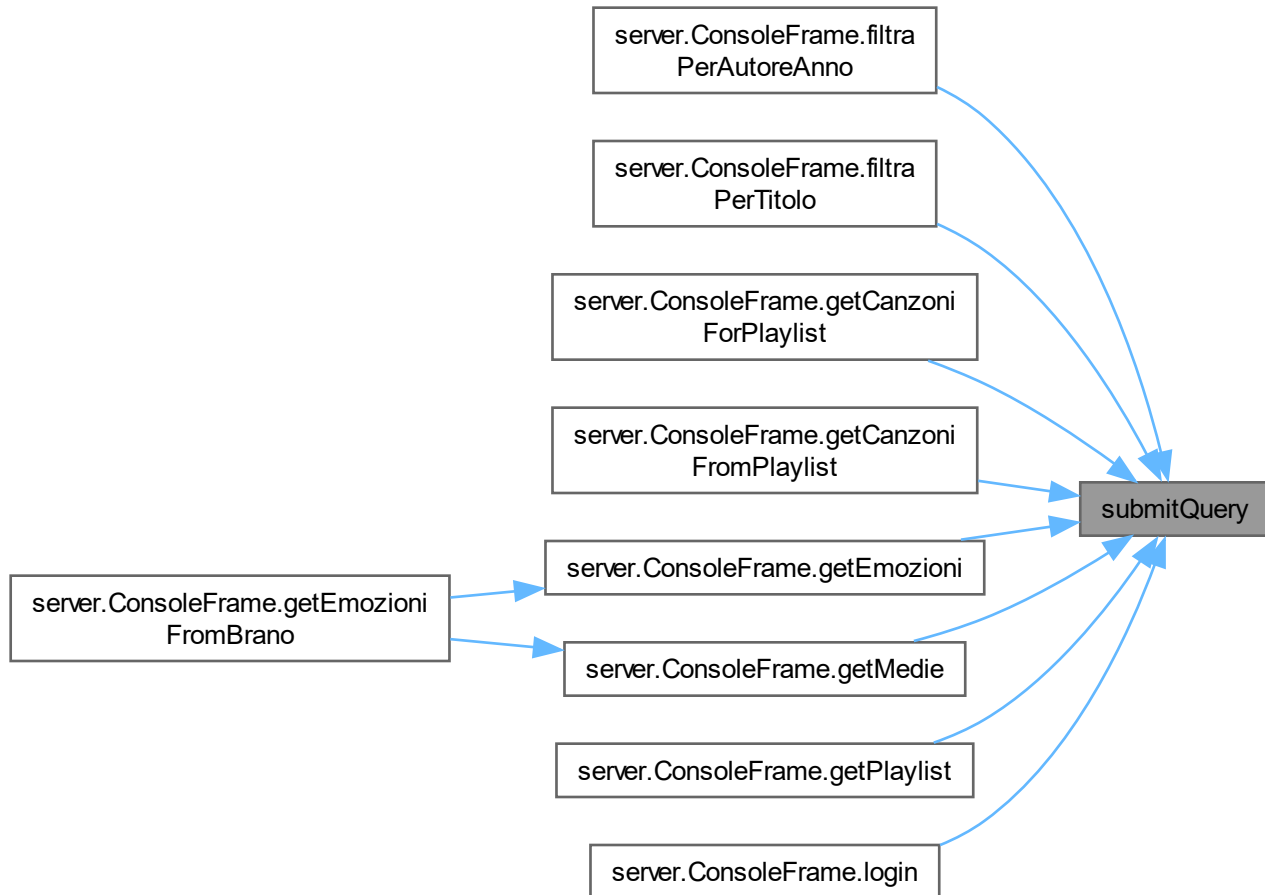 server.ConsoleFrame.filtra
PerAutoreAnno
server.ConsoleFrame.filtra
PerTitolo
server.ConsoleFrame.getCanzoni
ForPlaylist
server.ConsoleFrame.getCanzoni
FromPlaylist
submitQuery
server.ConsoleFrame.getEmozioni
server.ConsoleFrame.getEmozioni
FromBrano
server.ConsoleFrame.getMedie
server.ConsoleFrame.getPlaylist
server.ConsoleFrame.login